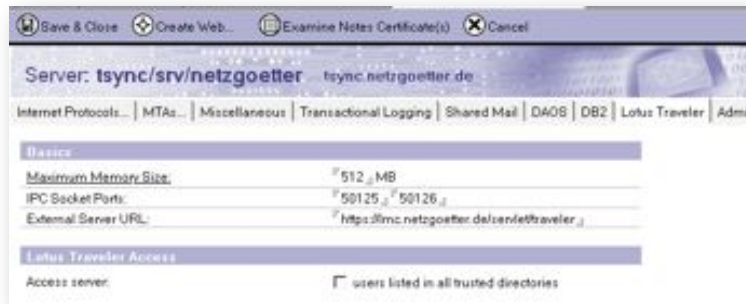 Save & Close Create Web... Examine Notes Certificate(s) Cancel
Server: tsync/srv/netzgoetter tsync.netzgoetter.de
Internet Protocols... | MTAs... | Miscellaneous | Transactional Logging | Shared Mail | DAOS | DB2 | Lotus Traveler | Admi
Basics
Maximum Memory Size: 512 MB
IPC Socket Ports: 50125 50126
External Server URL: https://lmc.netzgoetter.de/servlet/traveler
Lotus Traveler Access
Access server: users listed in all trusted directories